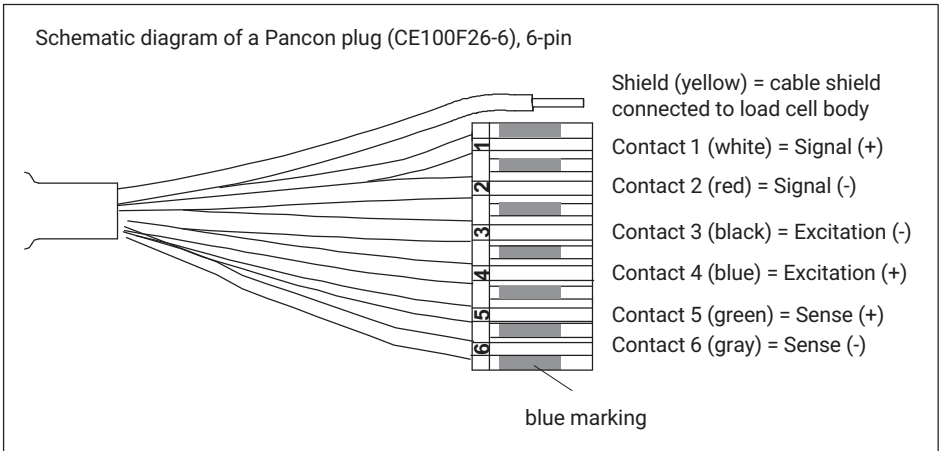 Schematic diagram of a Pancon plug (CE100F26-6), 6-pin
Shield (yellow) = cable shield
connected to load cell body
1
Contact 1 (white) = Signal (+)
2
Contact 2 (red) = Signal (-)
3
Contact 3 (black) = Excitation (-)
4
Contact 4 (blue) = Excitation (+)
5
Contact 5 (green) = Sense (+)
6
Contact 6 (gray) = Sense (-)
blue marking